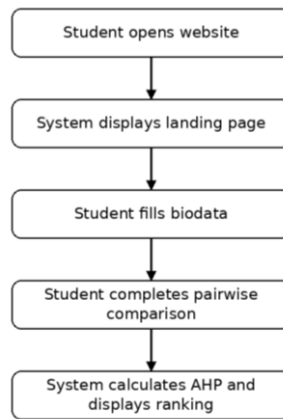 Student opens website
System displays landing page
Student fills biodata
Student completes pairwise
comparison
System calculates AHP and
displays ranking